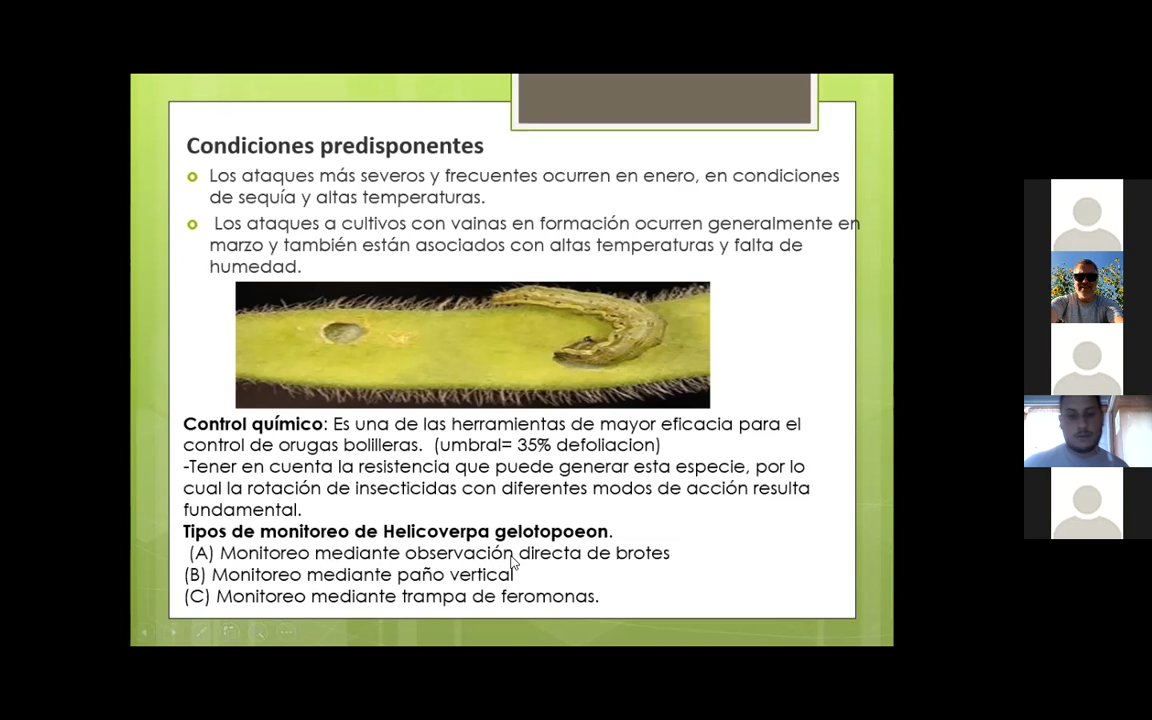 Condiciones predisponentes
Los ataques más severos y frecuentes ocurren en enero, en condiciones
de sequía y altas temperaturas.
Los ataques a cultivos con vainas en formación ocurren generalmente en
marzo y también están asociados con altas temperaturas y falta de
humedad.
Control químico: Es una de las herramientas de mayor eficacia para el
control de orugas bolilleras. (umbral= 35% defoliacion)
-Tener en cuenta la resistencia que puede generar esta especie, por lo
cual la rotación de insecticidas con diferentes modos de acción resulta
fundamental.
Tipos de monitoreo de Helicoverpa gelotopoeon.
(A) Monitoreo mediante observación directa de brotes
(B) Monitoreo mediante paño vertical
(C) Monitoreo mediante trampa de feromonas.